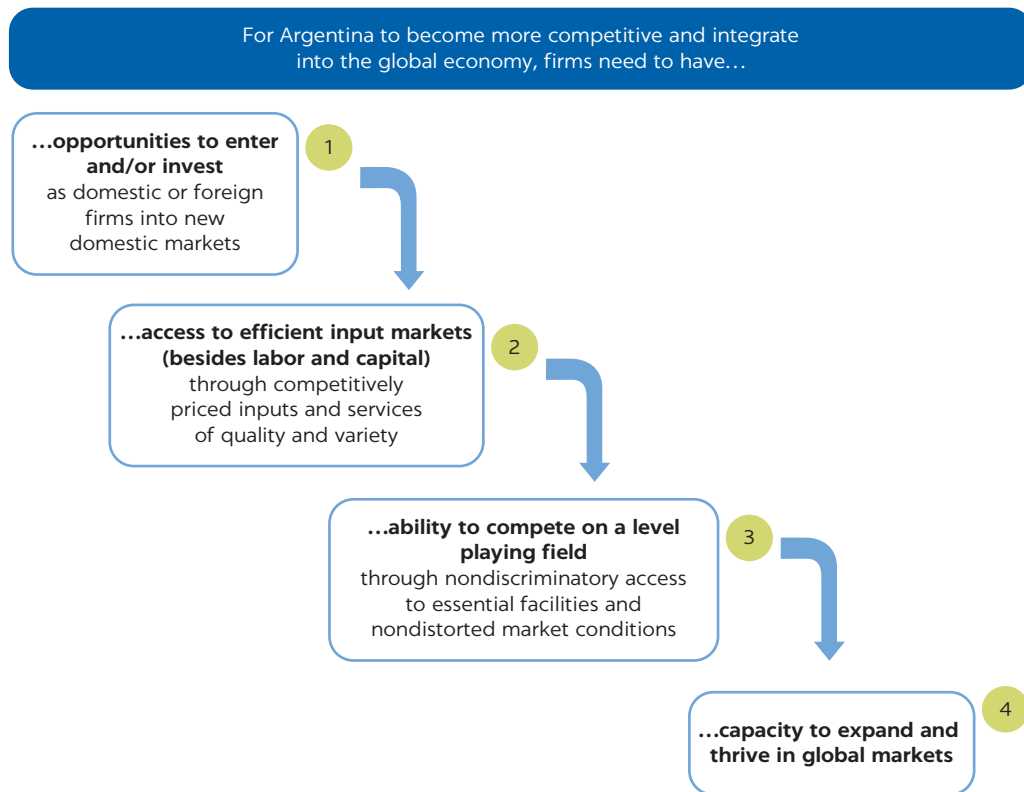 For Argentina to become more competitive and integrate
into the global economy, firms need to have…
…opportunities to enter
and/or invest
as domestic or foreign
firms into new
domestic markets
1
…access to efficient input markets
(besides labor and capital)
through competitively
priced inputs and services
of quality and variety
2
…ability to compete on a level
playing field
through nondiscriminatory access
to essential facilities and
nondistorted market conditions
3
…capacity to expand and
thrive in global markets
4